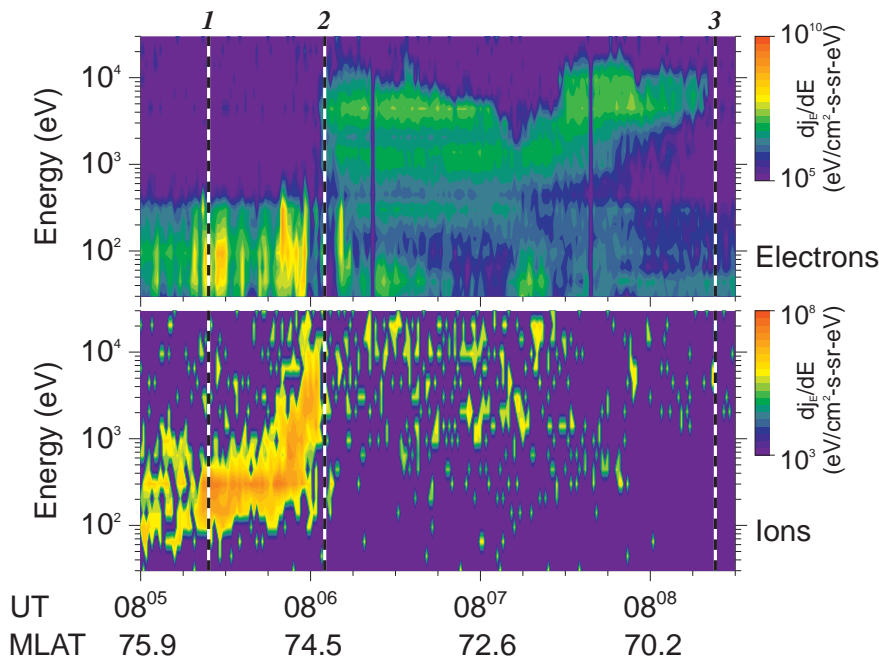 1 2 3
Energy (eV)
10⁴
10³
10²
10¹⁰
10⁵
dj_E/dE
(eV/cm²-s-sr-eV)
Electrons
Energy (eV)
10⁴
10³
10²
10⁸
10³
dj_E/dE
(eV/cm²-s-sr-eV)
Ions
UT 08⁰⁵ 08⁰⁶ 08⁰⁷ 08⁰⁸
MLAT 75.9 74.5 72.6 70.2